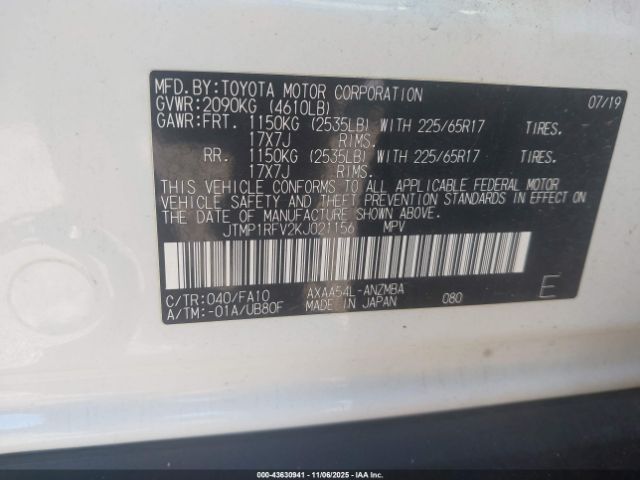 MFD.BY:TOYOTA MOTOR CORPORATION 07/19
GVWR:2090KG (4610LB)
GAWR:FRT. 1150KG (2535LB) WITH 225/65R17 TIRES.
17X7J RIMS.
RR. 1150KG (2535LB) WITH 225/65R17 TIRES.
17X7J RIMS.
THIS VEHICLE CONFORMS TO ALL APPLICABLE FEDERAL MOTOR
VEHICLE SAFETY AND THEFT PREVENTION STANDARDS IN EFFECT ON
THE DATE OF MANUFACTURE SHOWN ABOVE.
JTMP1RFV2KJ021156 MPV
C/TR:040/FA10 AXAA54L-ANZMBA 080 E
A/TM:-01A/UB80F MADE IN JAPAN
000-43630941 - 11/06/2025 - IAAI.COM